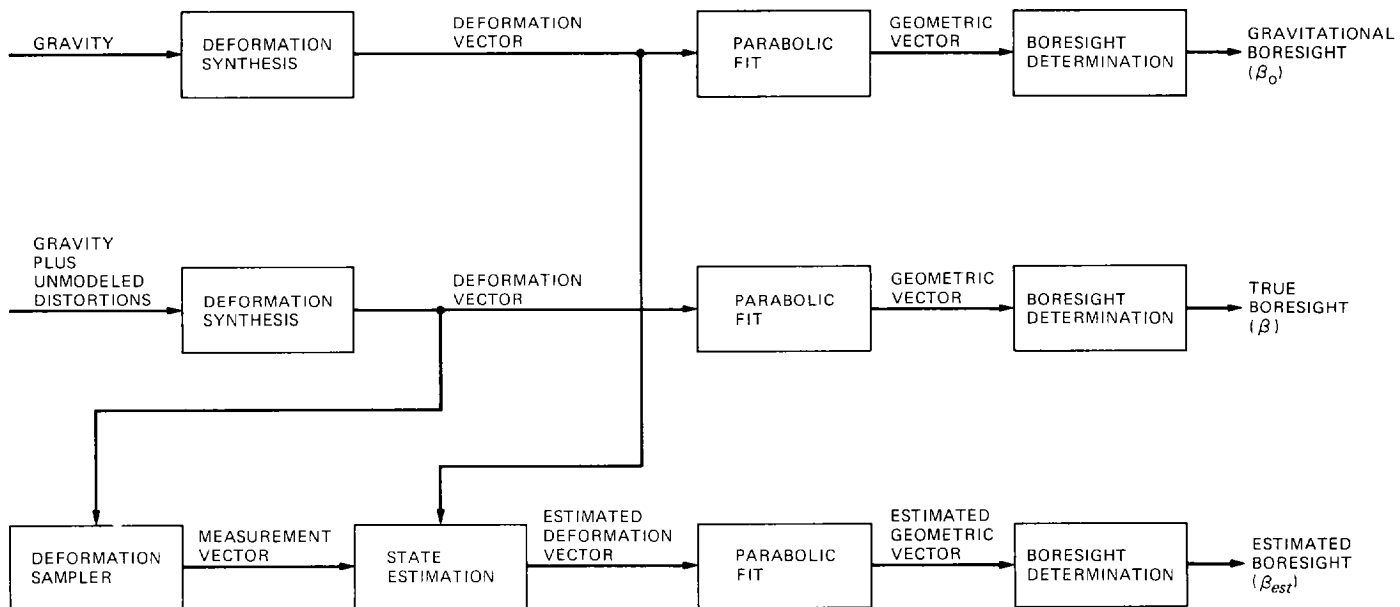 GRAVITY
DEFORMATION
SYNTHESIS
DEFORMATION
VECTOR
PARABOLIC
FIT
GEOMETRIC
VECTOR
BORESIGHT
DETERMINATION
GRAVITATIONAL
BORESIGHT
(β₀)
GRAVITY
PLUS
UNMODELED
DISTORTIONS
DEFORMATION
SYNTHESIS
DEFORMATION
VECTOR
PARABOLIC
FIT
GEOMETRIC
VECTOR
BORESIGHT
DETERMINATION
TRUE
BORESIGHT
(β)
DEFORMATION
SAMPLER
MEASUREMENT
VECTOR
STATE
ESTIMATION
ESTIMATED
DEFORMATION
VECTOR
PARABOLIC
FIT
ESTIMATED
GEOMETRIC
VECTOR
BORESIGHT
DETERMINATION
ESTIMATED
BORESIGHT
(βest)